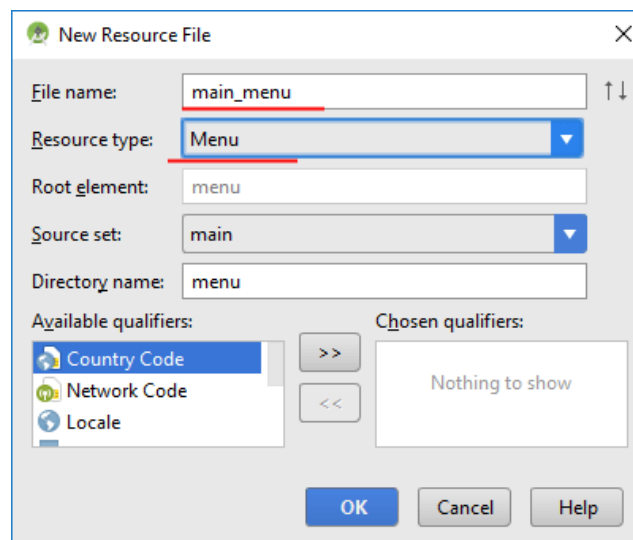 New Resource File
File name: main_menu
Resource type: Menu
Root element: menu
Source set: main
Directory name: menu
Available qualifiers: Chosen qualifiers:
Country Code >>
Nothing to show
Network Code
<<
Locale
OK Cancel Help